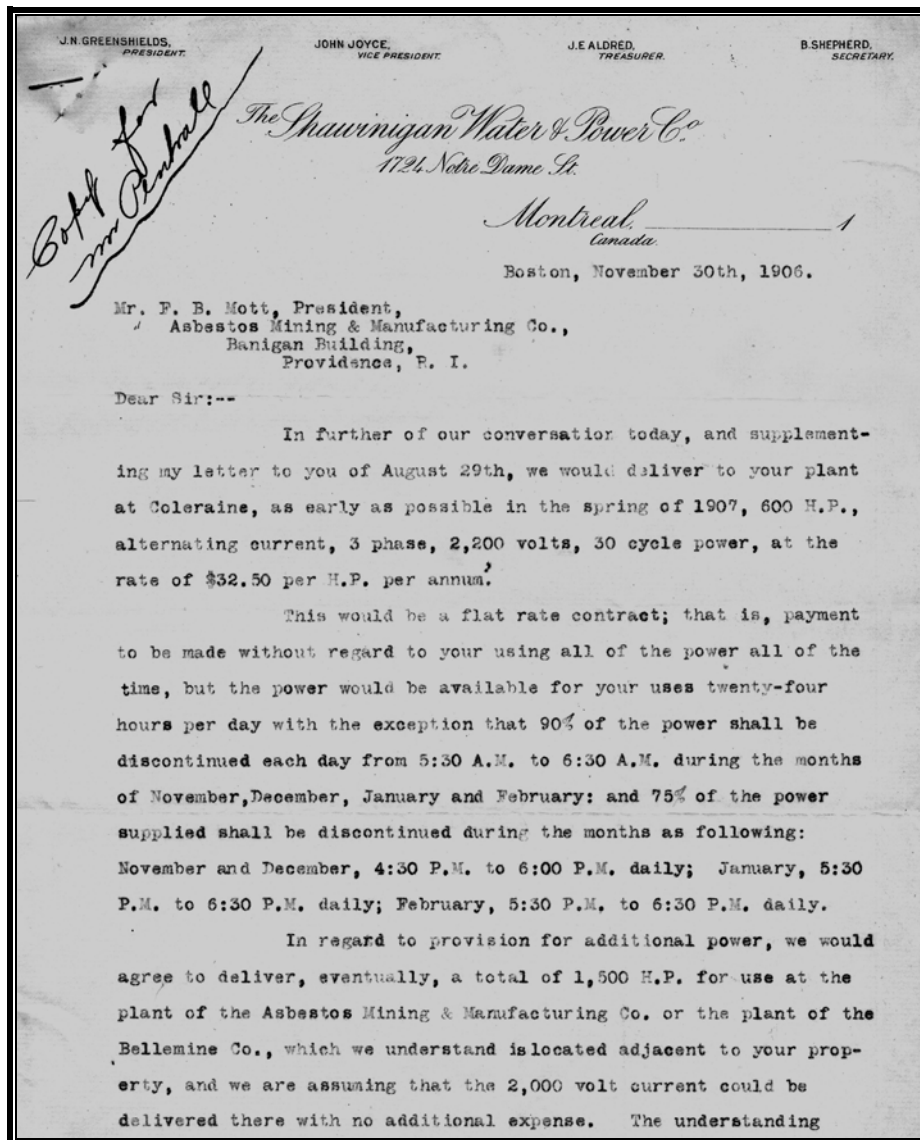 J.N.GREENSHIELDS, JOHN JOYCE J.E ALDRED, B.SHEPHERD,
PRESIDENT. VICE PRESIDENT. TREASURER. SECRETARY.
Copy for
mr Penhale
The Shawinigan Water & Power Co.
1724 Notre Dame St.
Montreal, 1
Canada.
Boston, November 30th, 1906.
Mr. F. B. Mott, President,
Asbestos Mining & Manufacturing Co.,
Banigan Building,
Providence, R. I.
Dear Sir:--
In further of our conversation today, and supplement-
ing my letter to you of August 29th, we would deliver to your plant
at Coleraine, as early as possible in the spring of 1907, 600 H.P.,
alternating current, 3 phase, 2,200 volts, 30 cycle power, at the
rate of $32.50 per H.P. per annum.
This would be a flat rate contract; that is, payment
to be made without regard to your using all of the power all of the
time, but the power would be available for your uses twenty-four
hours per day with the exception that 90% of the power shall be
discontinued each day from 5:30 A.M. to 6:30 A.M. during the months
of November,December, January and February: and 75% of the power
supplied shall be discontinued during the months as following:
November and December, 4:30 P.M. to 6:00 P.M. daily; January, 5:30
P.M. to 6:30 P.M. daily; February, 5:30 P.M. to 6:30 P.M. daily.
In regard to provision for additional power, we would
agree to deliver, eventually, a total of 1,500 H.P. for use at the
plant of the Asbestos Mining & Manufacturing Co. or the plant of the
Bellemine Co., which we understand islocated adjacent to your prop-
erty, and we are assuming that the 2,000 volt current could be
delivered there with no additional expense. The understanding